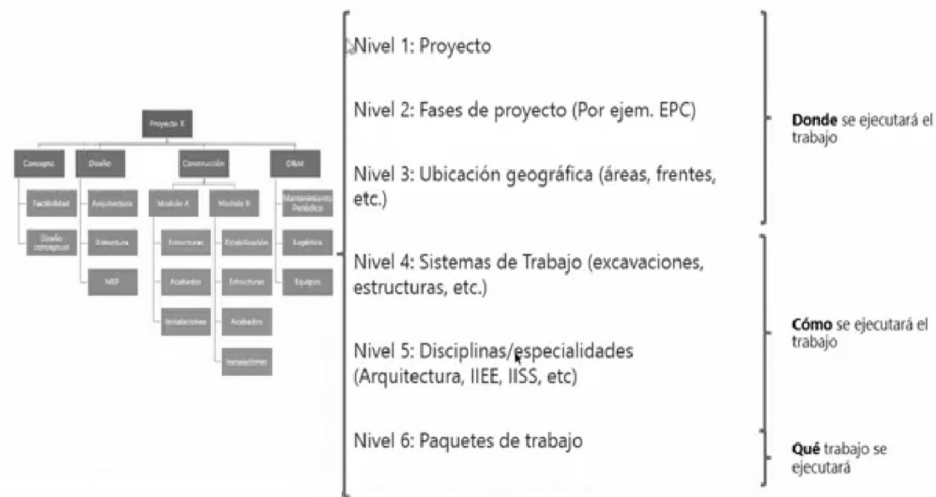 Nivel 1: Proyecto
Nivel 2: Fases de proyecto (Por ejem. EPC)
Nivel 3: Ubicación geográfica (áreas, frentes,
etc.)
Nivel 4: Sistemas de Trabajo (excavaciones,
estructuras, etc.)
Nivel 5: Disciplinas/especialidades
(Arquitectura, IIEE, IISS, etc)
Nivel 6: Paquetes de trabajo
Donde se ejecutará el
trabajo
Cómo se ejecutará el
trabajo
Qué trabajo se
ejecutará
Proyecto X
Concepto
Diseño
Construcción
O&M
Factibilidad
Diseño
conceptual
Arquitectura
Estructura
MEP
Modulo A
Modulo B
Estructuras
Acabados
Instalaciones
Estabilización
Estructuras
Acabados
Instalaciones
Mantenimiento
Periódico
Logística
Equipos